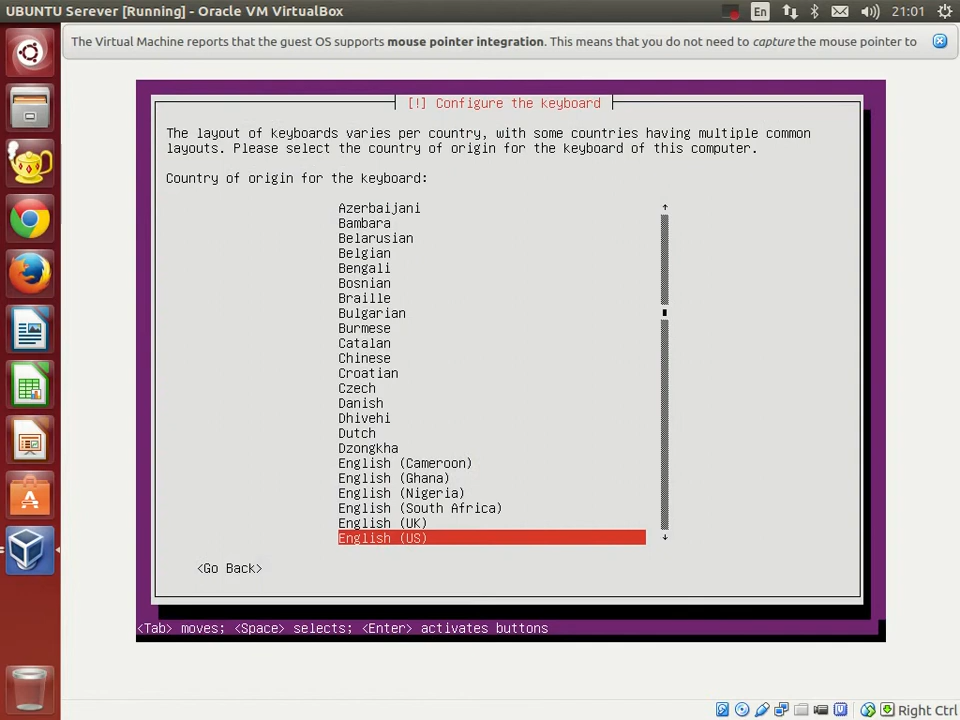 UBUNTU Serever [Running] - Oracle VM VirtualBox
En
21:01
The Virtual Machine reports that the guest OS supports mouse pointer integration. This means that you do not need to capture the mouse pointer to
[!] Configure the keyboard
The layout of keyboards varies per country, with some countries having multiple common
layouts. Please select the country of origin for the keyboard of this computer.
Country of origin for the keyboard:
Azerbaijani
Bambara
Belarusian
Belgian
Bengali
Bosnian
Braille
Bulgarian
Burmese
Catalan
Chinese
Croatian
Czech
Danish
Dhivehi
Dutch
Dzongkha
English (Cameroon)
English (Ghana)
English (Nigeria)
English (South Africa)
English (UK)
English (US)
<Go Back>
<Tab> moves; <Space> selects; <Enter> activates buttons
Right Ctrl